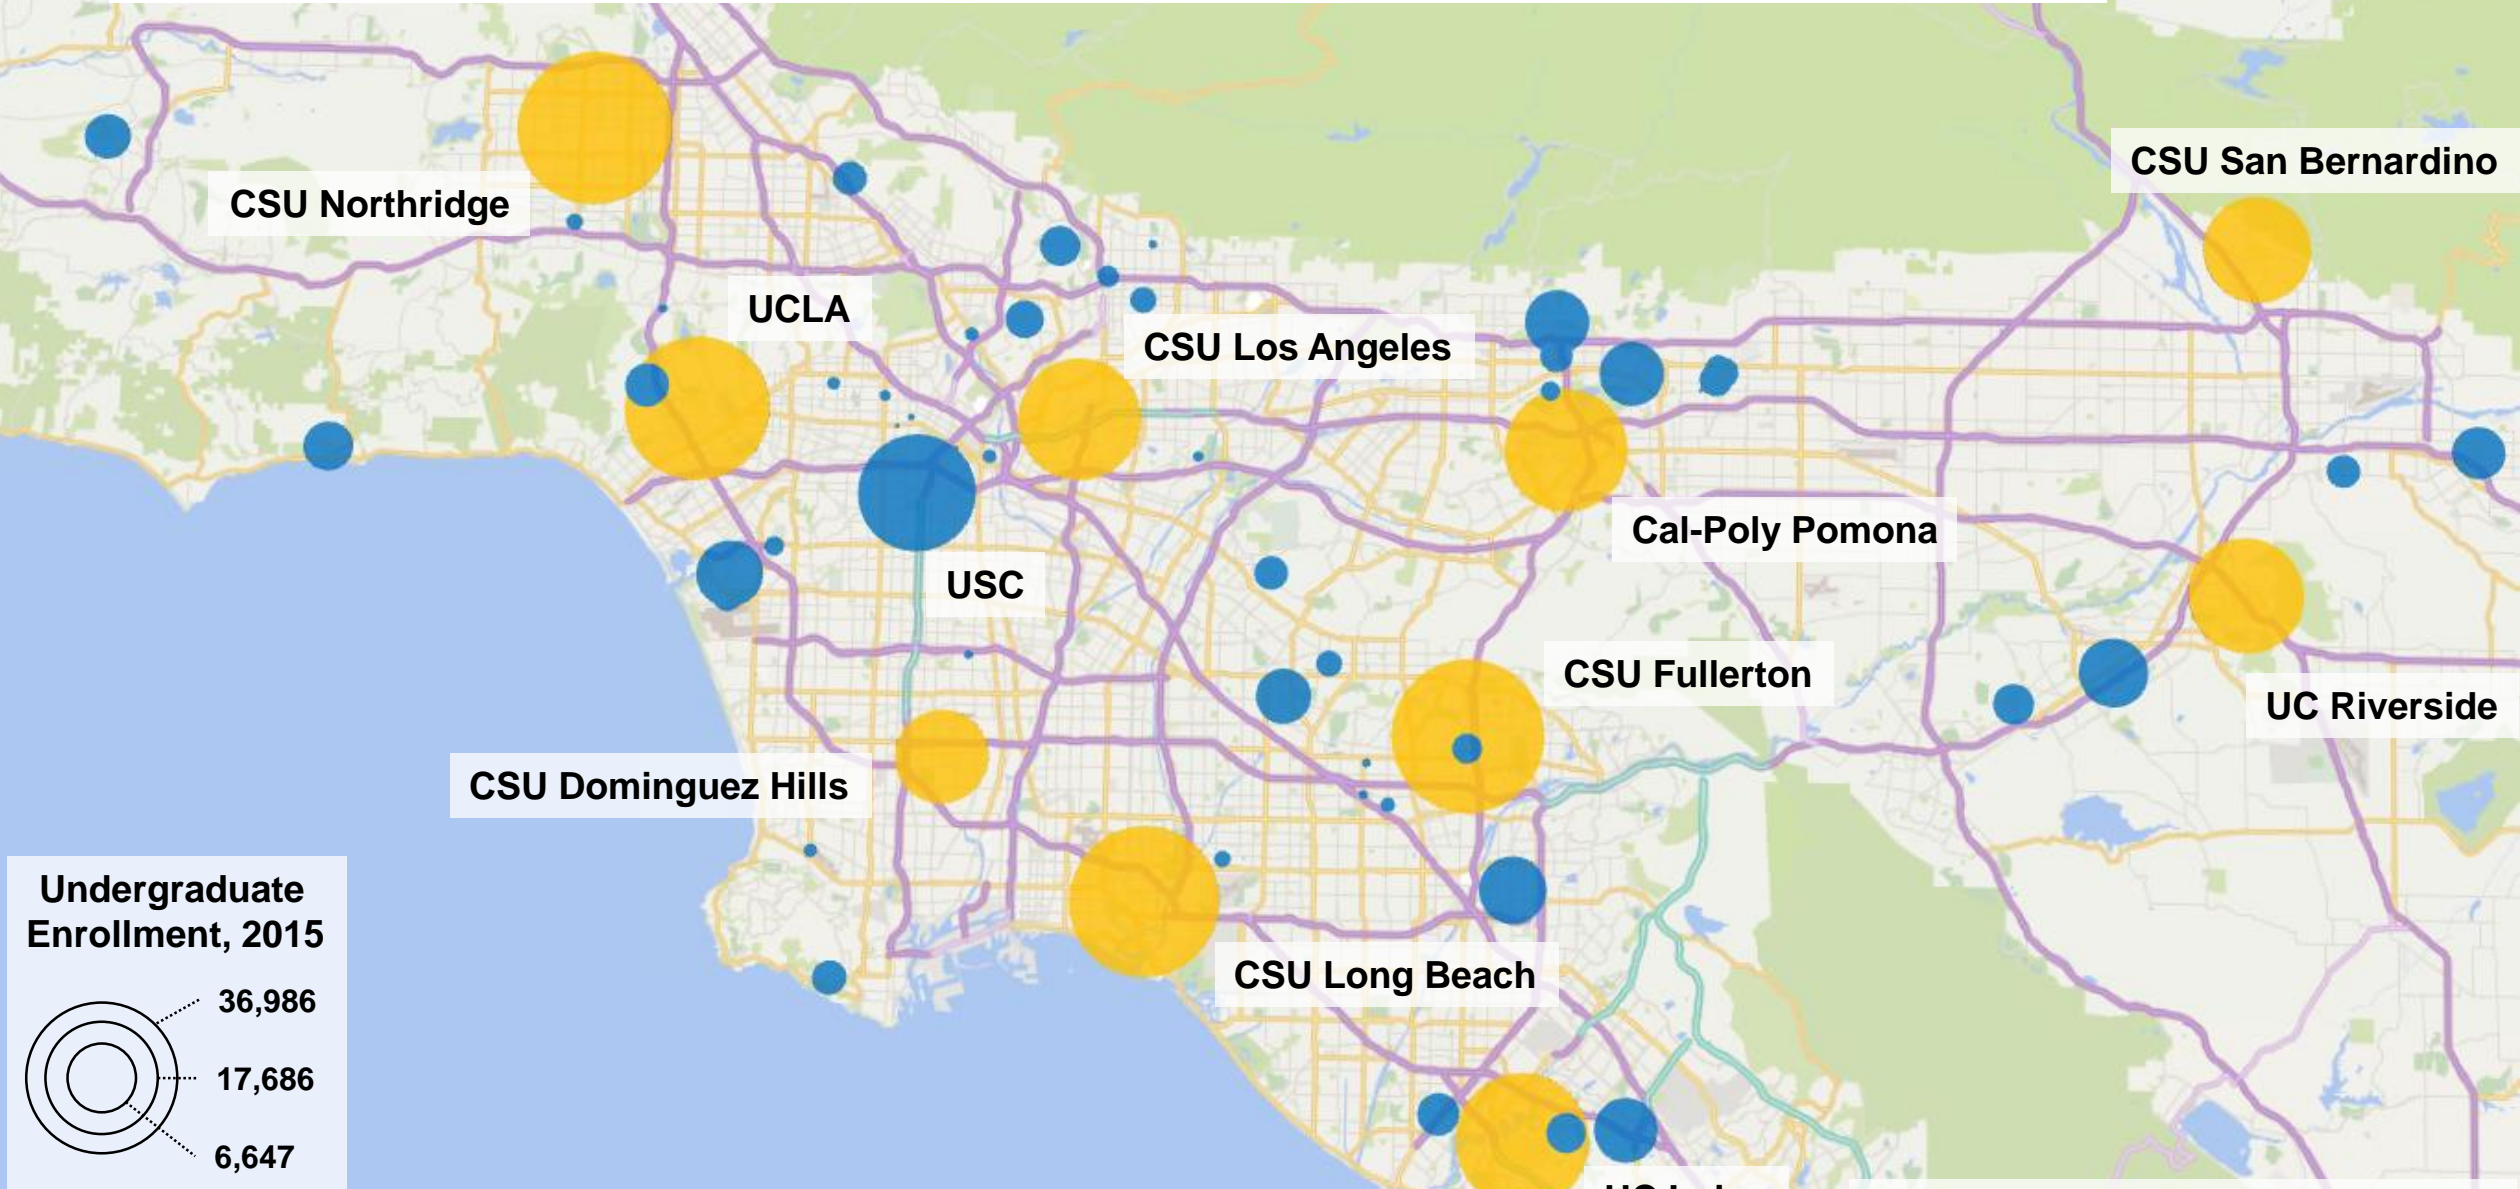 CSU San Bernardino
CSU Northridge
UCLA
CSU Los Angeles
Cal-Poly Pomona
USC
CSU Fullerton
UC Riverside
CSU Dominguez Hills
CSU Long Beach
Undergraduate
Enrollment, 2015
36,986
17,686
6,647
UC